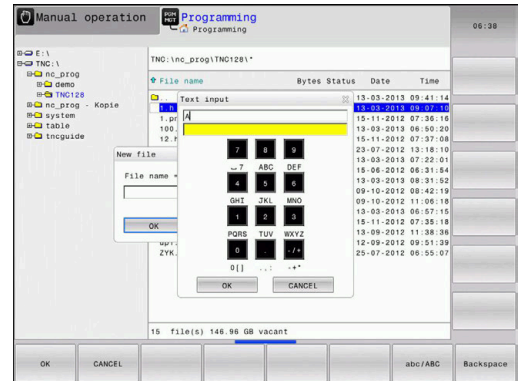 Manual operation
PGM MGT Programming
Programming
06:38
E:\
TNC:\
nc_prog
demo
TNC128
nc_prog - Kopie
system
table
tncguide
TNC:\nc_prog\TNC128\*
File name Bytes Status Date Time
.. 13-03-2013 09:41:14
1.h 13-03-2013 09:07:10
1.pn 15-11-2012 07:36:16
100. 13-03-2013 06:50:20
12.h 15-11-2012 07:37:08
23-07-2012 13:18:10
13-03-2013 07:22:01
15-06-2012 06:31:54
13-03-2013 08:31:52
09-10-2012 08:42:19
09-10-2012 11:06:18
13-03-2013 06:57:15
15-11-2012 07:35:18
13-09-2012 11:38:36
12-09-2012 09:51:39
ZYK. 25-07-2012 06:55:07
New file
File name =
OK
Text input
A
7 8 9
7 ABC DEF
4 5 6
GHI JKL MNO
1 2 3
PQRS TUV WXYZ
0 . -/+
0[] .,: -+*
OK CANCEL
15 file(s) 146.96 GB vacant
OK CANCEL abc/ABC Backspace